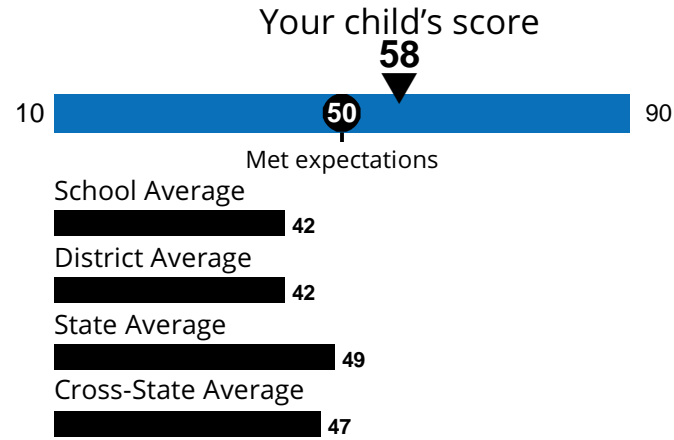 Your child’s score
58
10 50 90
Met expectations
School Average
42
District Average
42
State Average
49
Cross-State Average
47